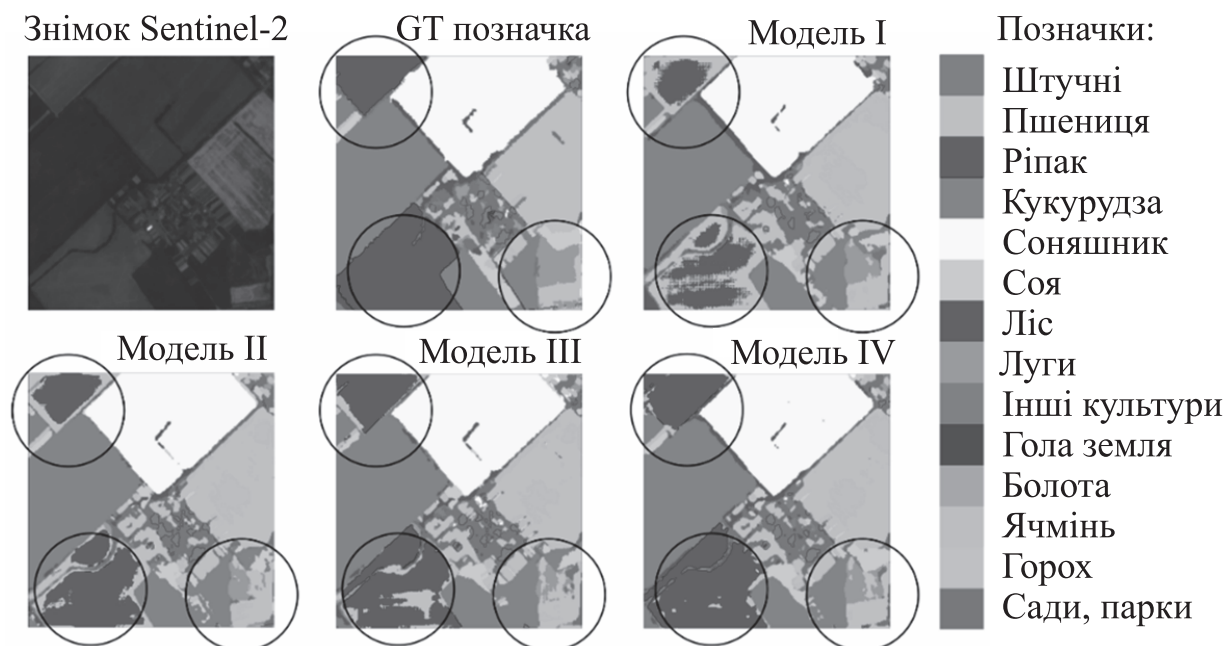 Знімок Sentinel-2
GT позначка
Модель I
Модель II
Модель III
Модель IV
Позначки:
Штучні
Пшениця
Ріпак
Кукурудза
Соняшник
Соя
Ліс
Луги
Інші культури
Гола земля
Болота
Ячмінь
Горох
Сади, парки